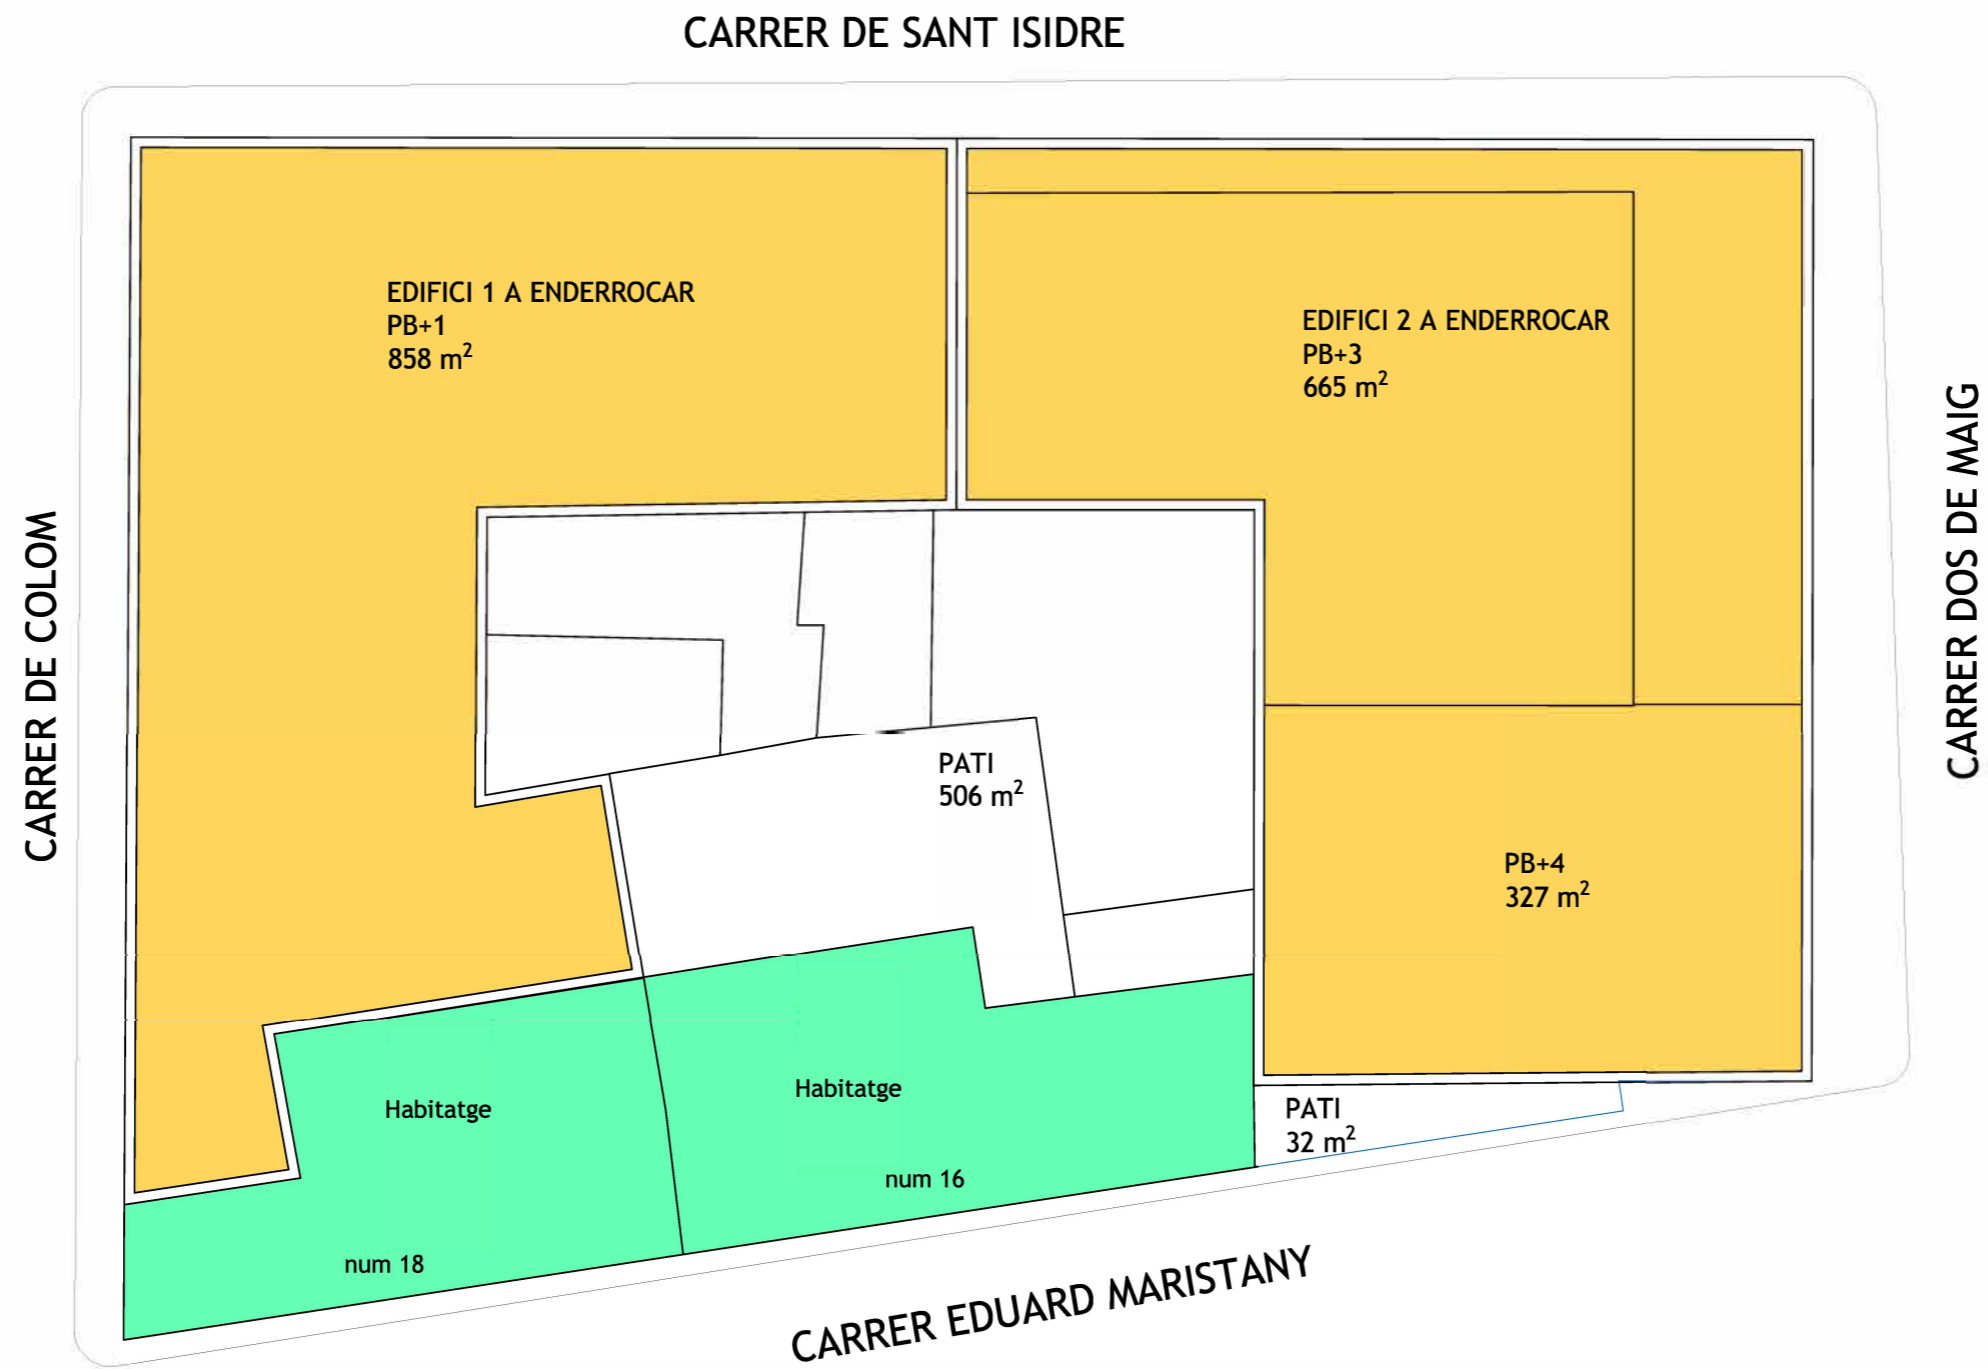 CARRER DE SANT ISIDRE
EDIFICI 1 A ENDERROCAR
PB+1
858 m²
EDIFICI 2 A ENDERROCAR
PB+3
665 m²
CARRER DE COLOM
CARRER DOS DE MAIG
PATI
506 m²
PB+4
327 m²
Habitatge
Habitatge
PATI
32 m²
num 16
num 18
CARRER EDUARD MARISTANY